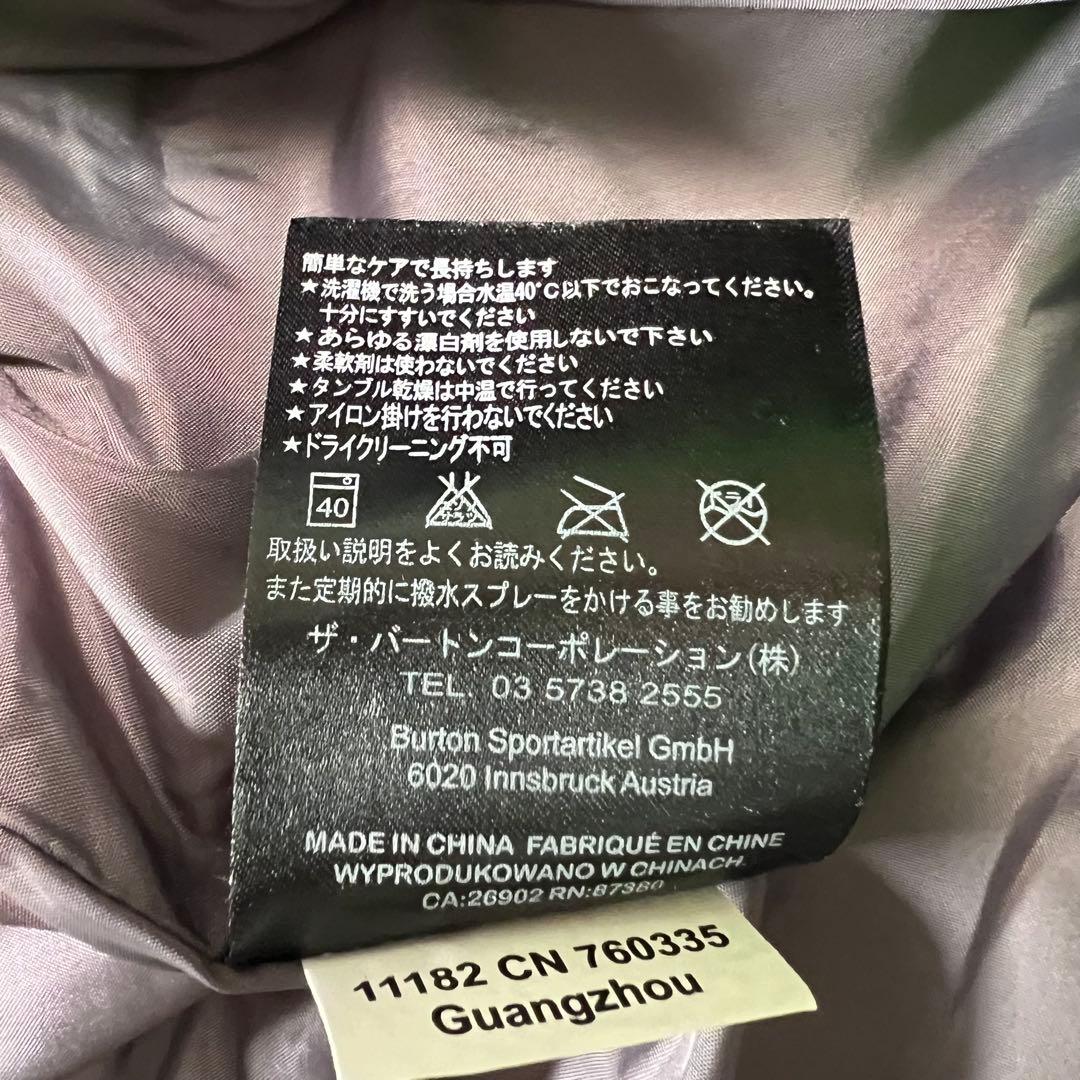 簡単なケアで長持ちします
★洗濯機で洗う場合水温40°C以下でおこなってください。
十分にすすいでください
★あらゆる漂白剤を使用しないで下さい
★柔軟剤は使わないでください
★タンブル乾燥は中温で行ってください
★アイロン掛けを行わないでください
★ドライクリーニング不可
40 エンソサラシ ドライ
取扱い説明をよくお読みください。
また定期的に撥水スプレーをかける事をお勧めします
ザ・バートンコーポレーション(株)
TEL. 03 5738 2555
Burton Sportartikel GmbH
6020 Innsbruck Austria
MADE IN CHINA FABRIQUÉ EN CHINE
WYPRODUKOWANO W CHINACH.
CA:26902 RN:87380
11182 CN 760335
Guangzhou